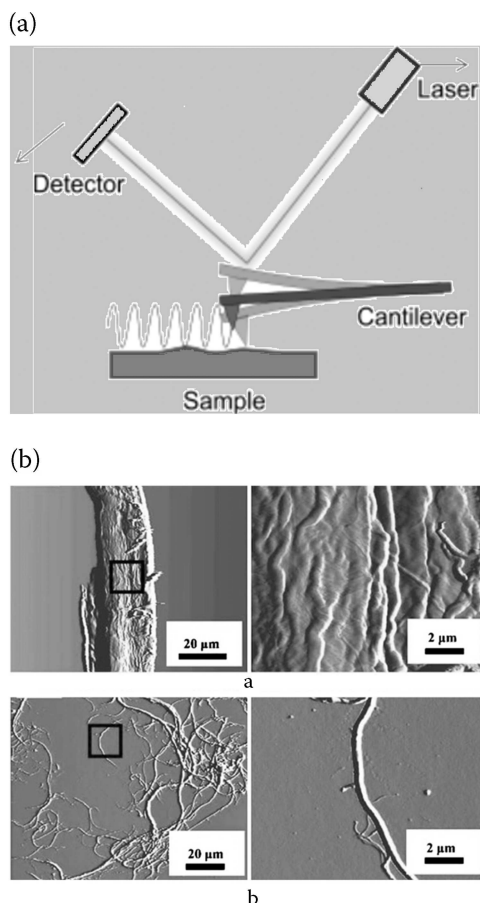 (a)
Laser
Detector
Cantilever
Sample
(b)
20 µm
2 µm
a
20 µm
2 µm
b